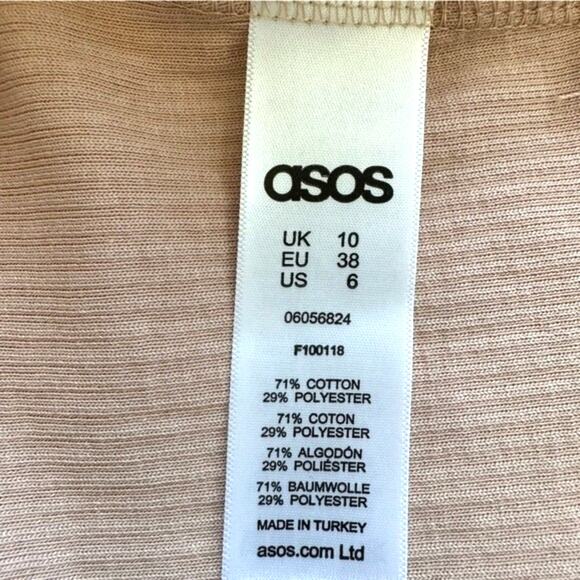 asos
UK 10
EU 38
US 6
06056824
F100118
71% COTTON
29% POLYESTER
71% COTON
29% POLYESTER
71% ALGODÓN
29% POLIÉSTER
71% BAUMWOLLE
29% POLYESTER
MADE IN TURKEY
asos.com Ltd